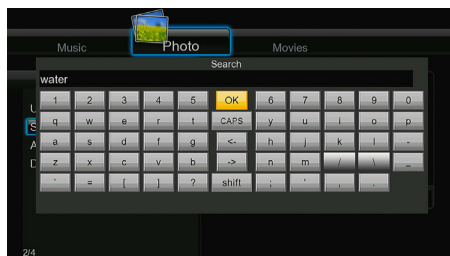 Music Photo Movies
Search
water
1 2 3 4 5 OK 6 7 8 9 0
q w e r t CAPS y u i o p
a s d f g <- h j k l -
z x c v b -> n m / \ _
` = [ ] ? shift ; ' , .
2/4